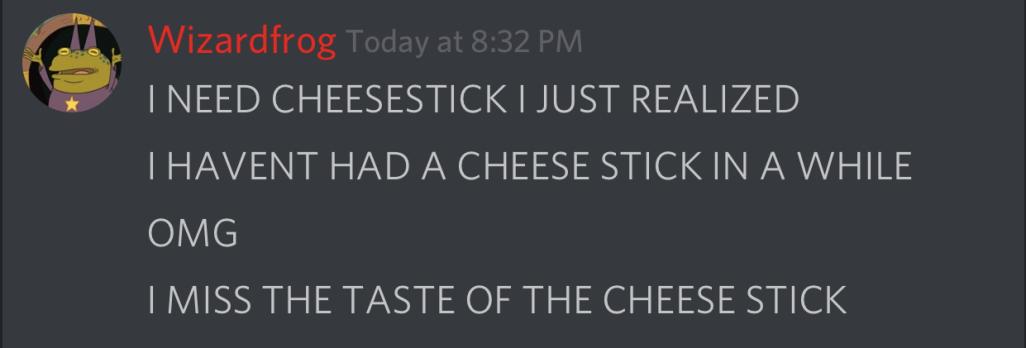 Wizardfrog Today at 8:32 PM
I NEED CHEESESTICK I JUST REALIZED
I HAVENT HAD A CHEESE STICK IN A WHILE
OMG
I MISS THE TASTE OF THE CHEESE STICK